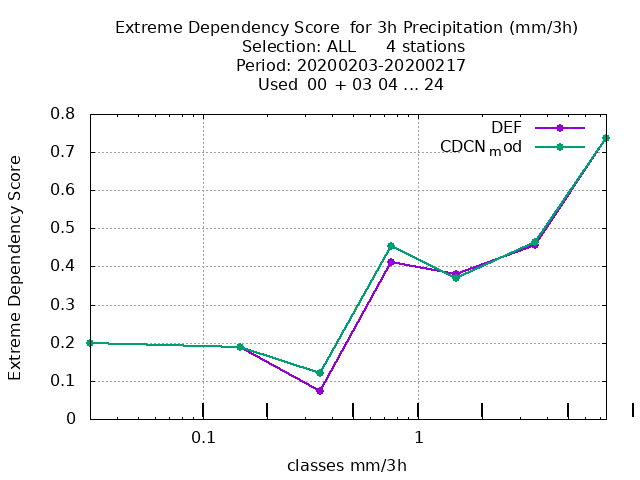 Extreme Dependency Score for 3h Precipitation (mm/3h)
Selection: ALL 4 stations
Period: 20200203-20200217
Used 00 + 03 04 ... 24
DEF
CDCNmod
Extreme Dependency Score
0.8
0.7
0.6
0.5
0.4
0.3
0.2
0.1
0
0.1 1
classes mm/3h